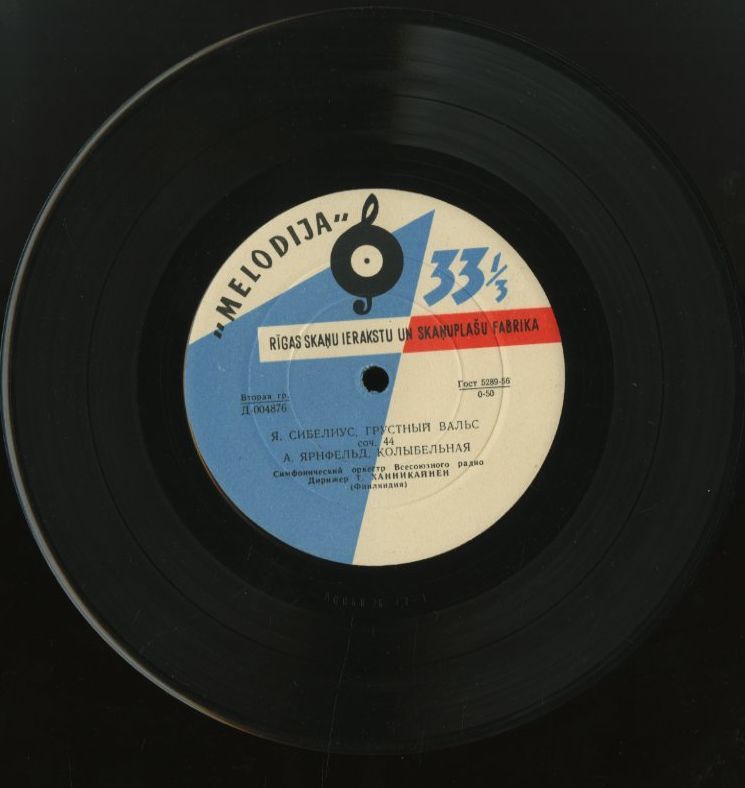 „MELODIJA”
33 1/3
RĪGAS SKAŅU IERAKSTU UN SKAŅUPLAŠU FABRIKA
Вторая гр.
Д-004876
Гост 5289-56
0-50
Я. СИБЕЛИУС, ГРУСТНЫЙ ВАЛЬС
соч. 44
А. ЯРНФЕЛЬД, КОЛЫБЕЛЬНАЯ
Симфонический оркестр Всесоюзного радио
Дирижер Т. ХАННИКАЙНЕН
(Финляндия)